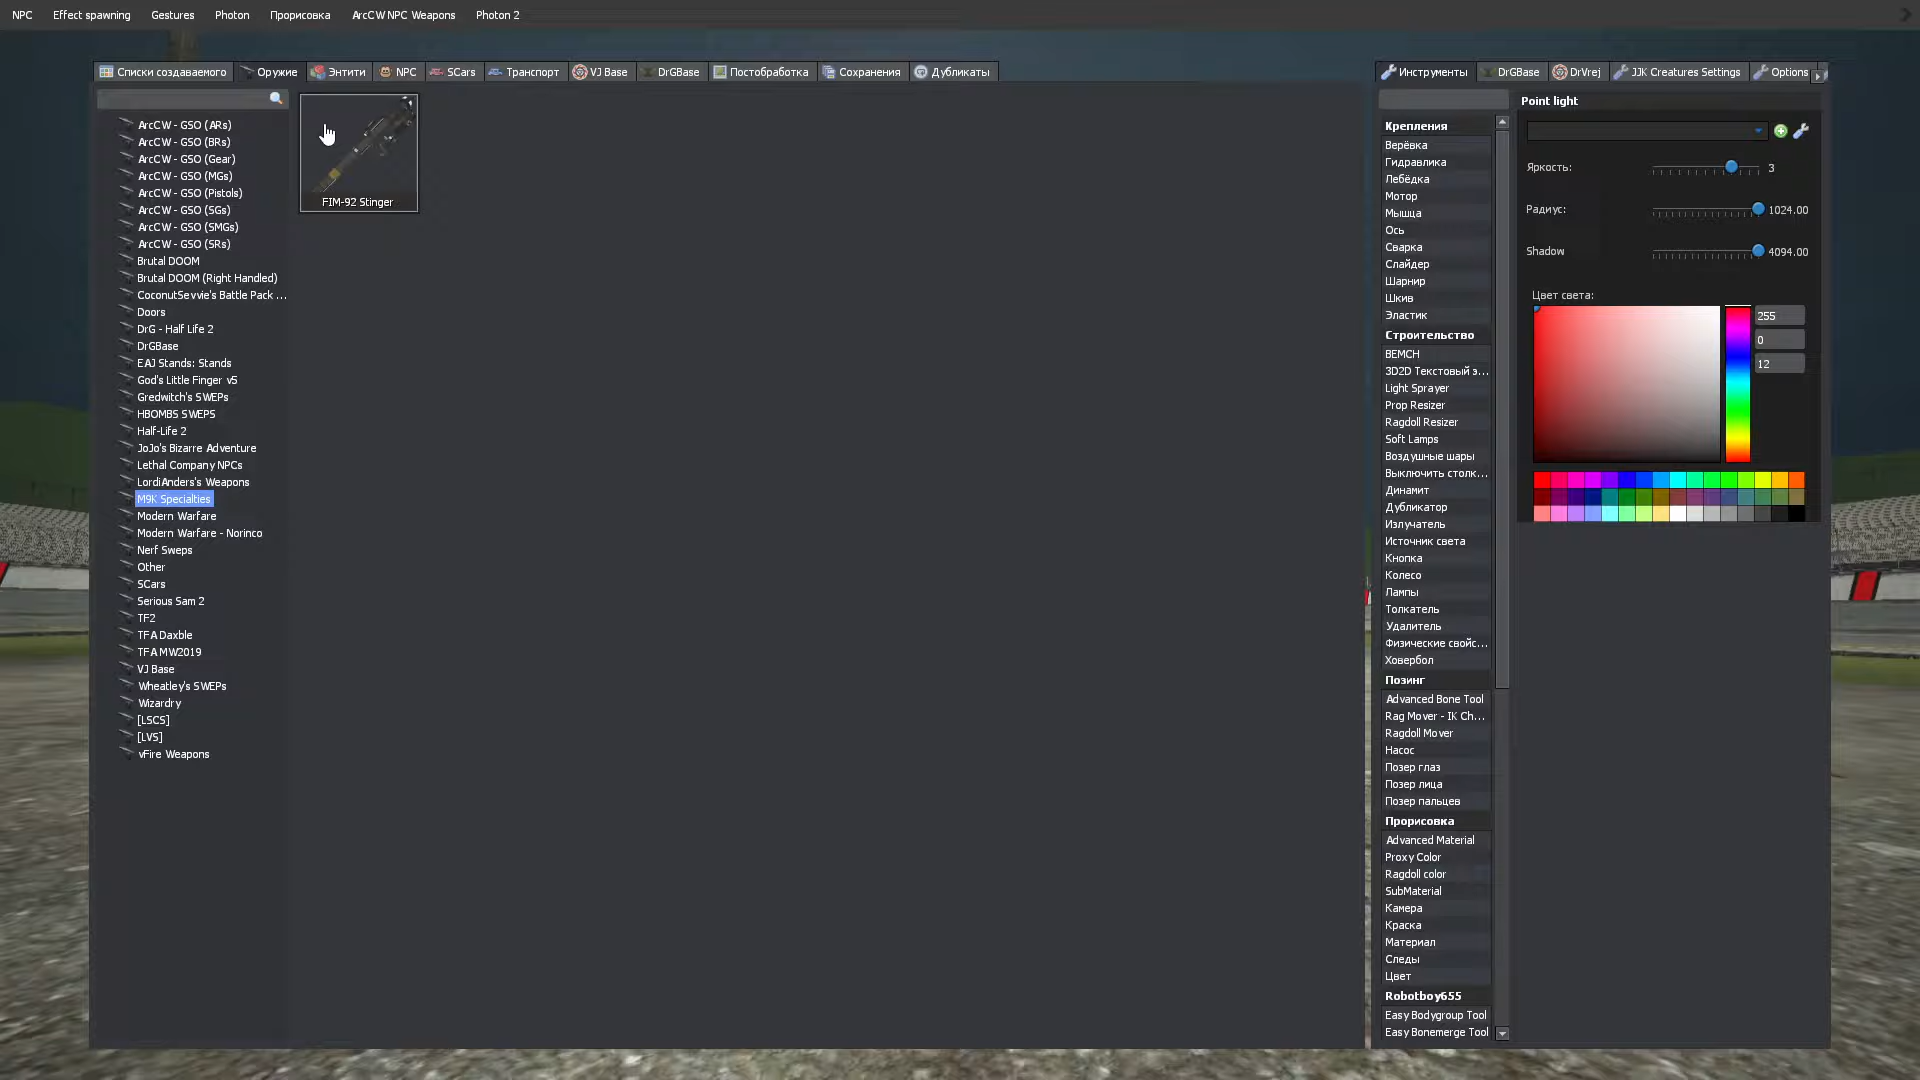 NPC Effect spawning Gestures Photon Прорисовка ArcCW NPC Weapons Photon 2
Списки создаваемого Оружие Энтити NPC SCars Транспорт VJ Base DrGBase Постобработка Сохранения Дубликаты
ArcCW - GSO (ARs)
ArcCW - GSO (BRs)
ArcCW - GSO (Gear)
ArcCW - GSO (MGs)
ArcCW - GSO (Pistols)
ArcCW - GSO (SGs)
ArcCW - GSO (SMGs)
ArcCW - GSO (SRs)
Brutal DOOM
Brutal DOOM (Right Handled)
CoconutSevvie's Battle Pack ...
Doors
DrG - Half Life 2
DrGBase
EAJ Stands: Stands
God's Little Finger v5
Gredwitch's SWEPs
HBOMBS SWEPS
Half-Life 2
JoJo's Bizarre Adventure
Lethal Company NPCs
LordiAnders's Weapons
M9K Specialties
Modern Warfare
Modern Warfare - Norinco
Nerf Sweps
Other
SCars
Serious Sam 2
TF2
TFA Daxble
TFA MW2019
VJ Base
Wheatley's SWEPs
Wizardry
[LSCS]
[LVS]
vFire Weapons
FIM-92 Stinger
Инструменты DrGBase DrVrej JJK Creatures Settings Options
Крепления
Верёвка
Гидравлика
Лебёдка
Мотор
Мышца
Ось
Сварка
Слайдер
Шарнир
Шкив
Эластик
Строительство
BEMCH
3D2D Текстовый э...
Light Sprayer
Prop Resizer
Ragdoll Resizer
Soft Lamps
Воздушные шары
Выключить столк...
Динамит
Дубликатор
Излучатель
Источник света
Кнопка
Колесо
Лампы
Толкатель
Удалитель
Физические свойс...
Ховербол
Позинг
Advanced Bone Tool
Rag Mover - IK Ch...
Ragdoll Mover
Насос
Позер глаз
Позер лица
Позер пальцев
Прорисовка
Advanced Material
Proxy Color
Ragdoll color
SubMaterial
Камера
Краска
Материал
Следы
Цвет
Robotboy655
Easy Bodygroup Tool
Easy Bonemerge Tool
Point light
Яркость: 3
Радиус: 1024.00
Shadow 4094.00
Цвет света:
255
0
12